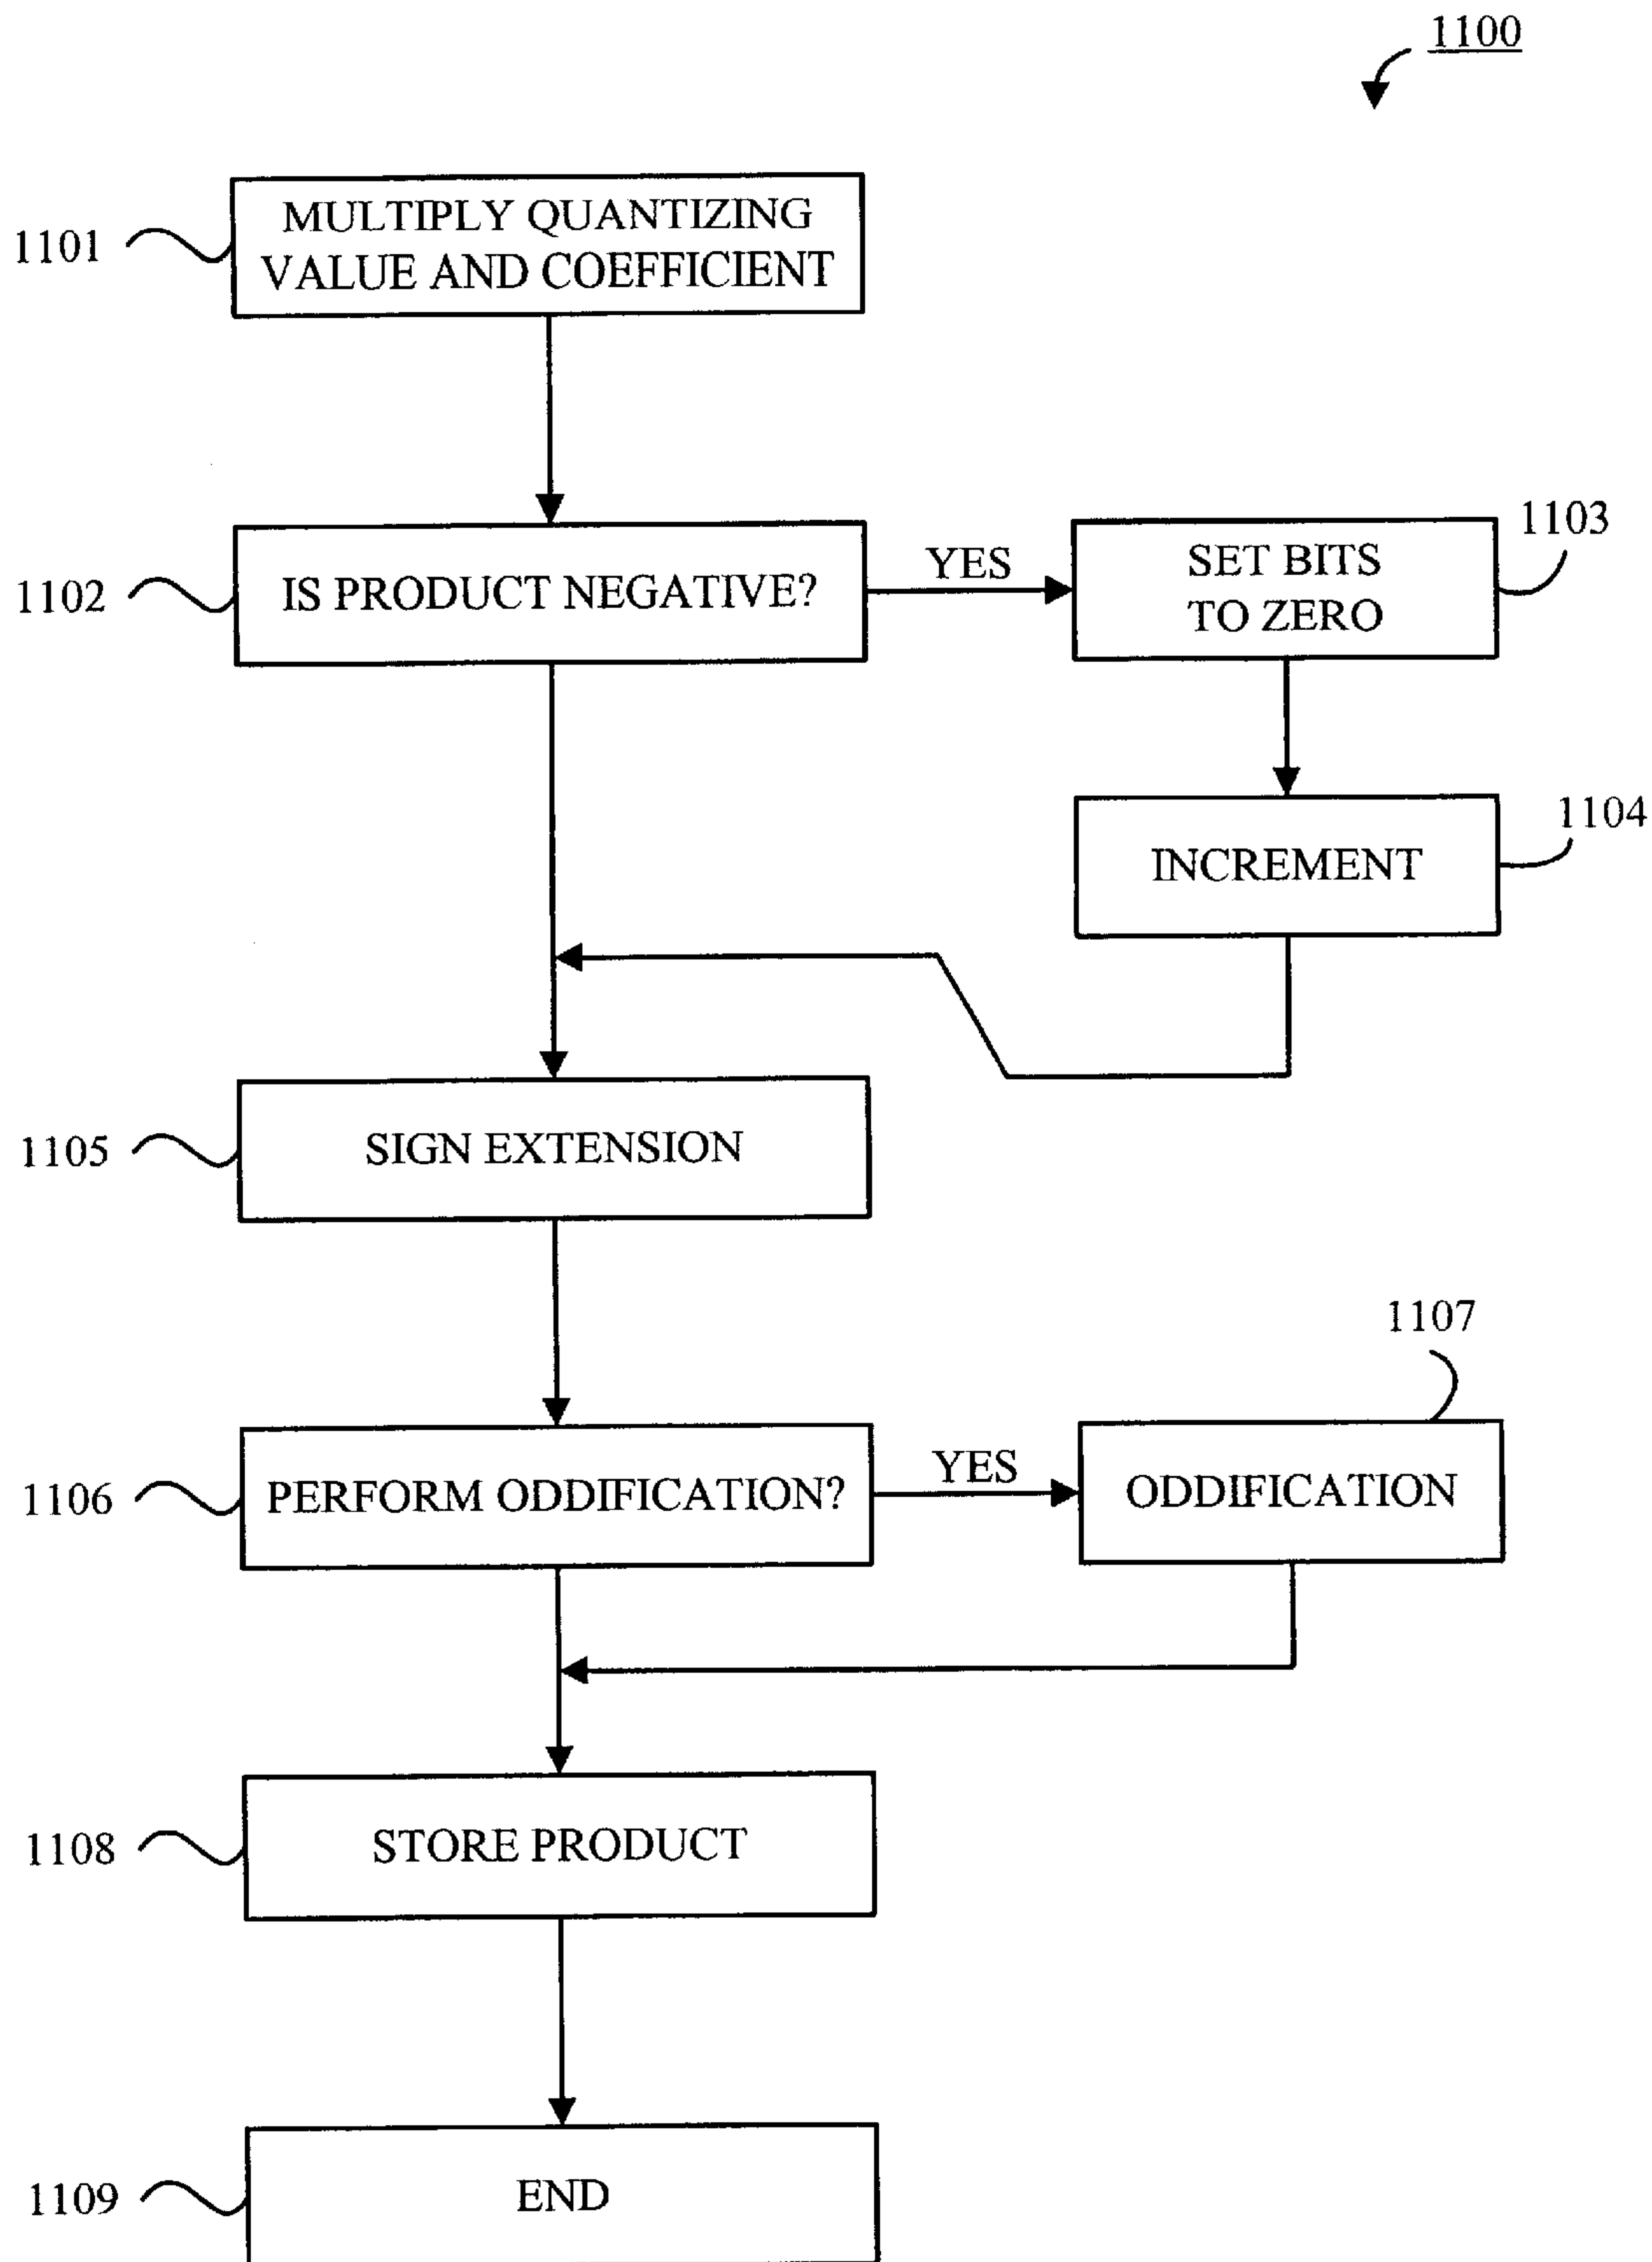 1100
1101
MULTIPLY QUANTIZING
VALUE AND COEFFICIENT
1102
IS PRODUCT NEGATIVE?
YES
SET BITS
TO ZERO
1103
INCREMENT
1104
1105
SIGN EXTENSION
1106
PERFORM ODDIFICATION?
YES
ODDIFICATION
1107
1108
STORE PRODUCT
1109
END